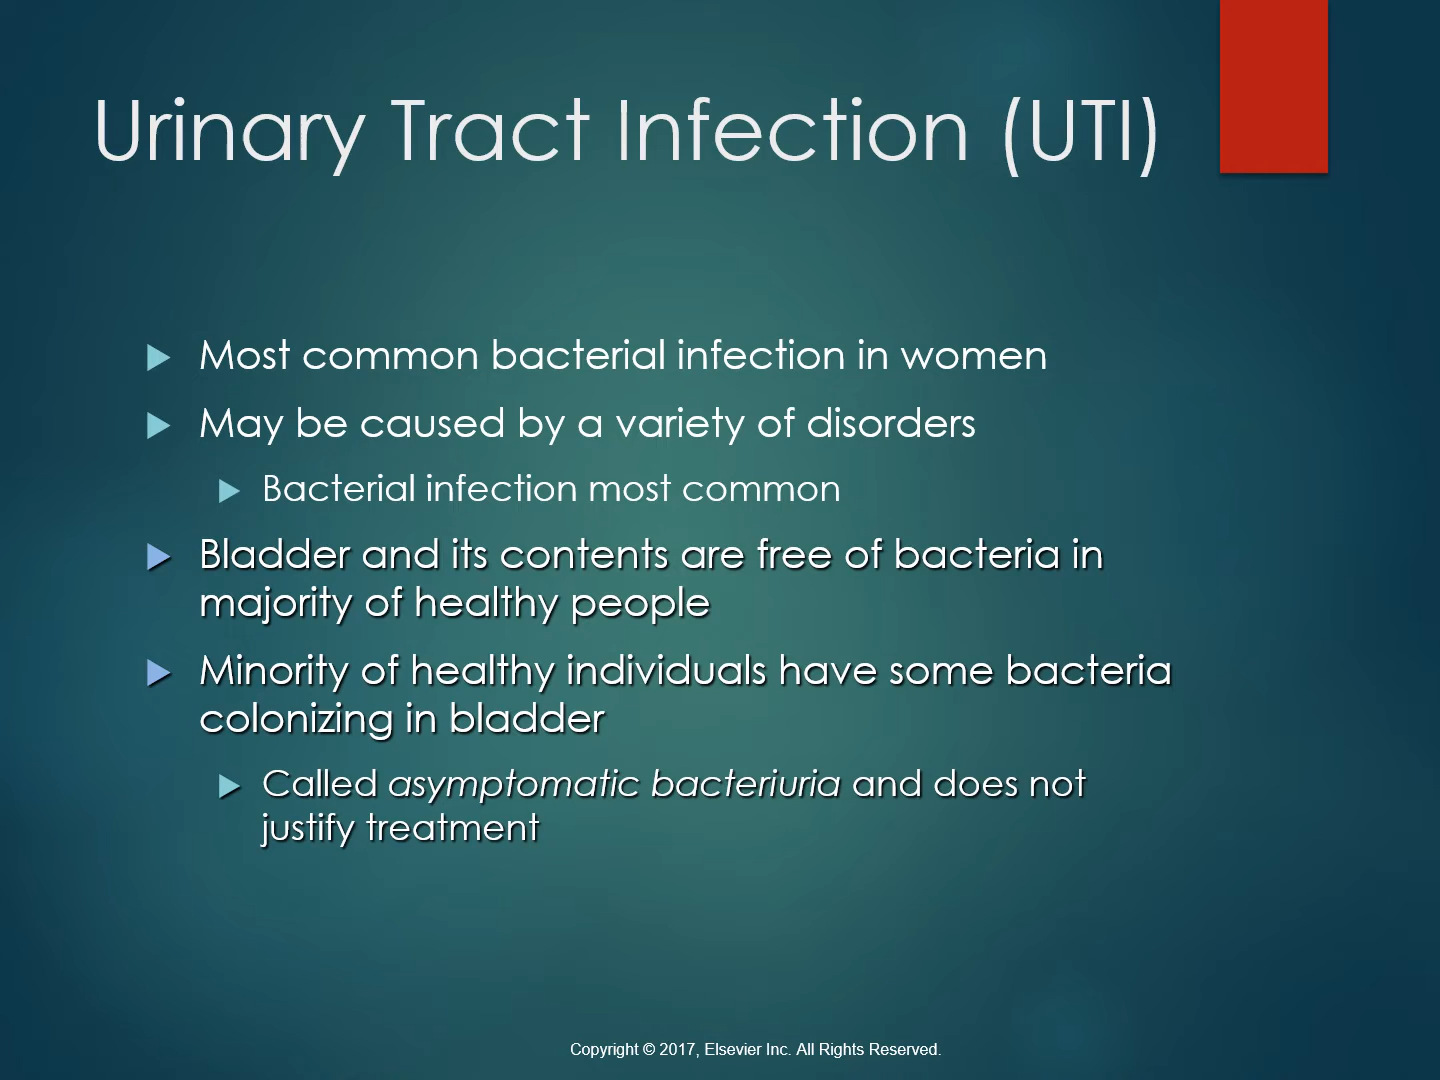 Urinary Tract Infection (UTI)
Most common bacterial infection in women
May be caused by a variety of disorders
Bacterial infection most common
Bladder and its contents are free of bacteria in
majority of healthy people
Minority of healthy individuals have some bacteria
colonizing in bladder
Called asymptomatic bacteriuria and does not
justify treatment
Copyright © 2017, Elsevier Inc. All Rights Reserved.